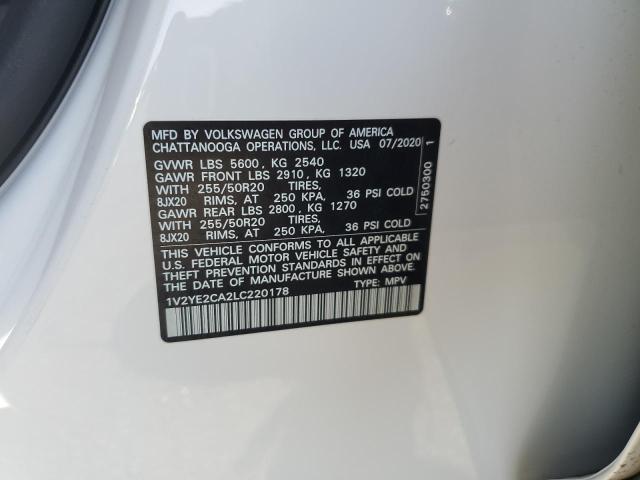 MFD BY VOLKSWAGEN GROUP OF AMERICA
CHATTANOOGA OPERATIONS, LLC. USA 07/2020
GVWR LBS 5600, KG 2540
GAWR FRONT LBS 2910, KG 1320
WITH 255/50R20 TIRES,
8JX20 RIMS, AT 250 KPA, 36 PSI COLD
GAWR REAR LBS 2800, KG 1270
WITH 255/50R20 TIRES,
8JX20 RIMS, AT 250 KPA, 36 PSI COLD
THIS VEHICLE CONFORMS TO ALL APPLICABLE
U.S. FEDERAL MOTOR VEHICLE SAFETY AND
THEFT PREVENTION STANDARDS IN EFFECT ON
THE DATE OF MANUFACTURE SHOWN ABOVE.
1V2YE2CA2LC220178 TYPE: MPV
2750300 1